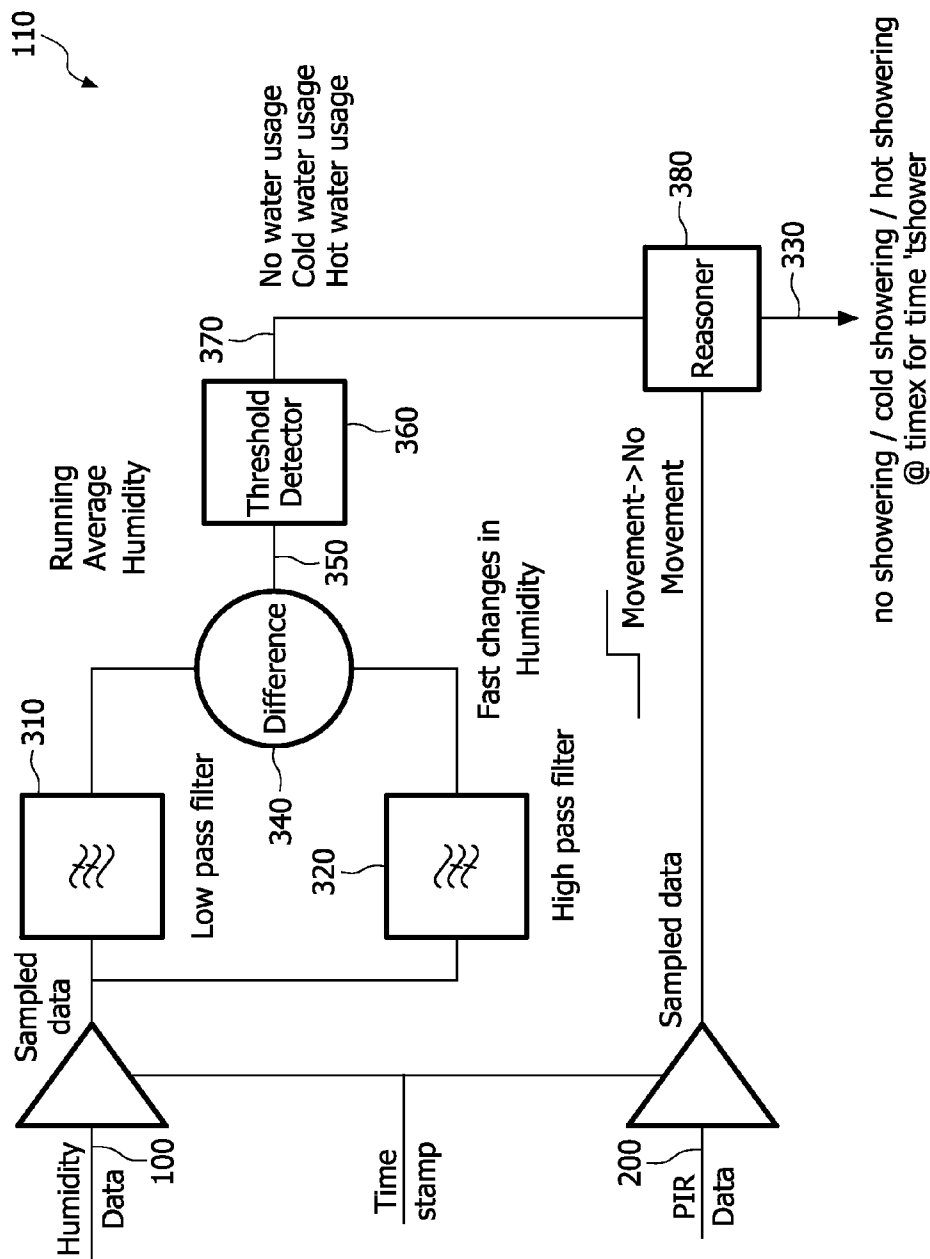 110
Humidity
Data
100
Sampled
data
310
Low pass filter
Running
Average
Humidity
Difference
340
350
Threshold
Detector
360
370
No water usage
Cold water usage
Hot water usage
320
High pass filter
Fast changes in
Humidity
Time
stamp
PIR
Data
200
Sampled data
Movement->No
Movement
Reasoner
380
330
no showering / cold showering / hot showering
@ timex for time 'tshower